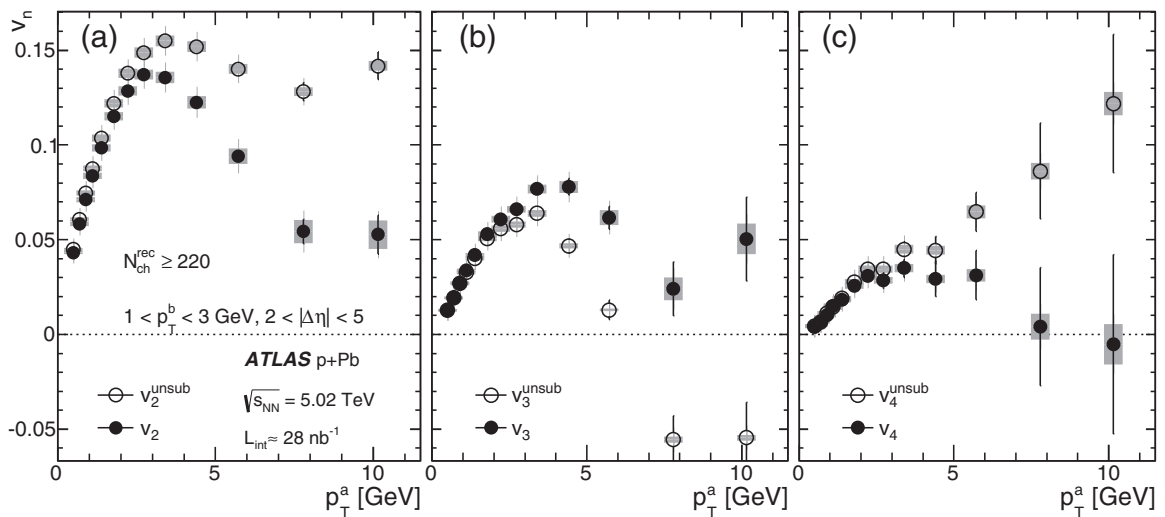 v_n
(a)
(b)
(c)
0.15
0.1
0.05
0
-0.05
N_ch^rec ≥ 220
1 < p_T^b < 3 GeV, 2 < |Δη| < 5
ATLAS p+Pb
√s_NN = 5.02 TeV
L_int ≈ 28 nb^-1
v_2^unsub
v_2
v_3^unsub
v_3
v_4^unsub
v_4
0 5 10 0 5 10 0 5 10
p_T^a [GeV] p_T^a [GeV] p_T^a [GeV]